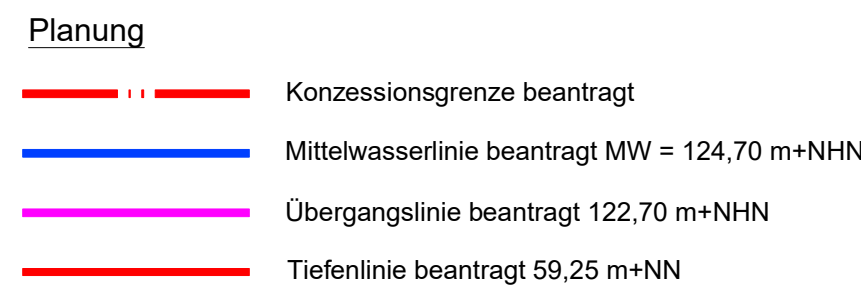 Planung
Konzessionsgrenze beantragt
Mittelwasserlinie beantragt MW = 124,70 m+NHN
Übergangslinie beantragt 122,70 m+NHN
Tiefenlinie beantragt 59,25 m+NN